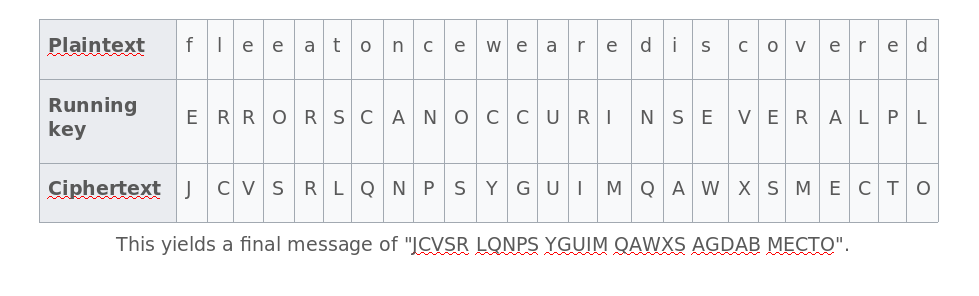 Plaintext f l e e a t o n c e w e a r e d i s c o v e r e d
Running key E R R O R S C A N O C C U R I N S E V E R A L P L
Ciphertext J C V S R L Q N P S Y G U I M Q A W X S M E C T O
This yields a final message of "JCVSR LQNPS YGUIM QAWXS AGDAB MECTO".